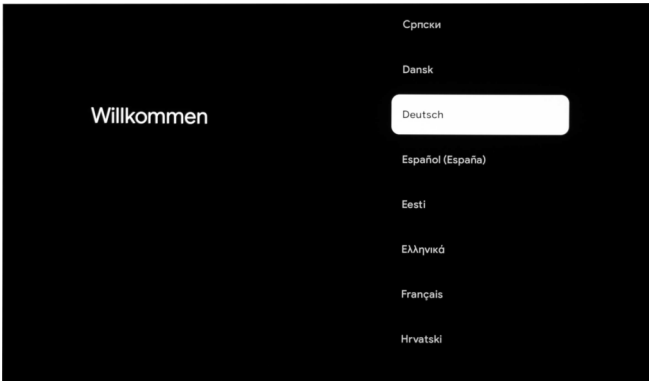 Willkommen
Српски
Dansk
Deutsch
Español (España)
Eesti
Ελληνικά
Français
Hrvatski